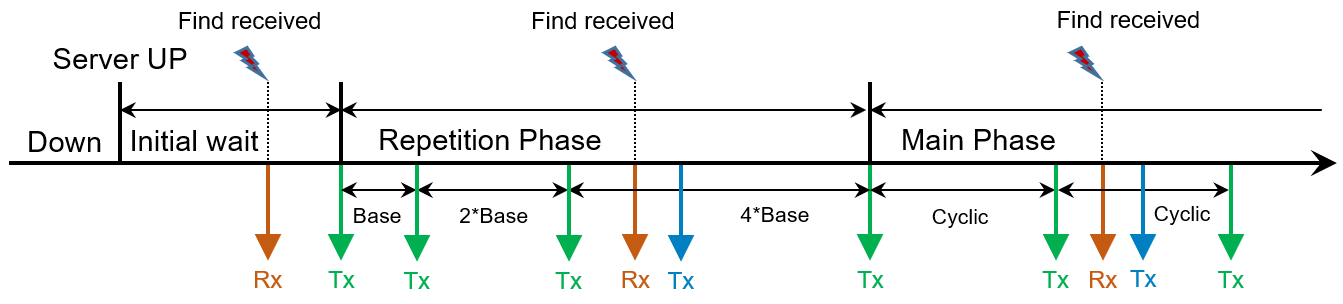 Find received
Find received
Find received
Server UP
Down
Initial wait
Repetition Phase
Main Phase
Base
2*Base
4*Base
Cyclic
Cyclic
Rx
Tx
Tx
Tx
Rx
Tx
Tx
Tx
Rx
Tx
Tx